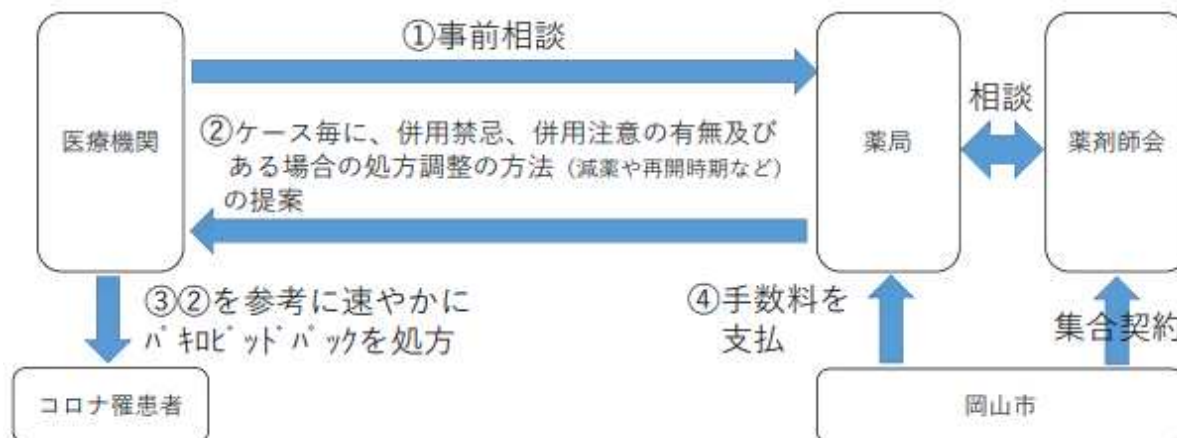 ①事前相談
医療機関
②ケース毎に、併用禁忌、併用注意の有無及び
ある場合の処方調整の方法（減薬や再開時期など）
の提案
薬局
相談
薬剤師会
③②を参考に速やかに
ﾊﾟｷﾛﾋﾞｯﾄﾞﾊﾟｯｸを処方
④手数料を
支払
集合契約
コロナ罹患者
岡山市